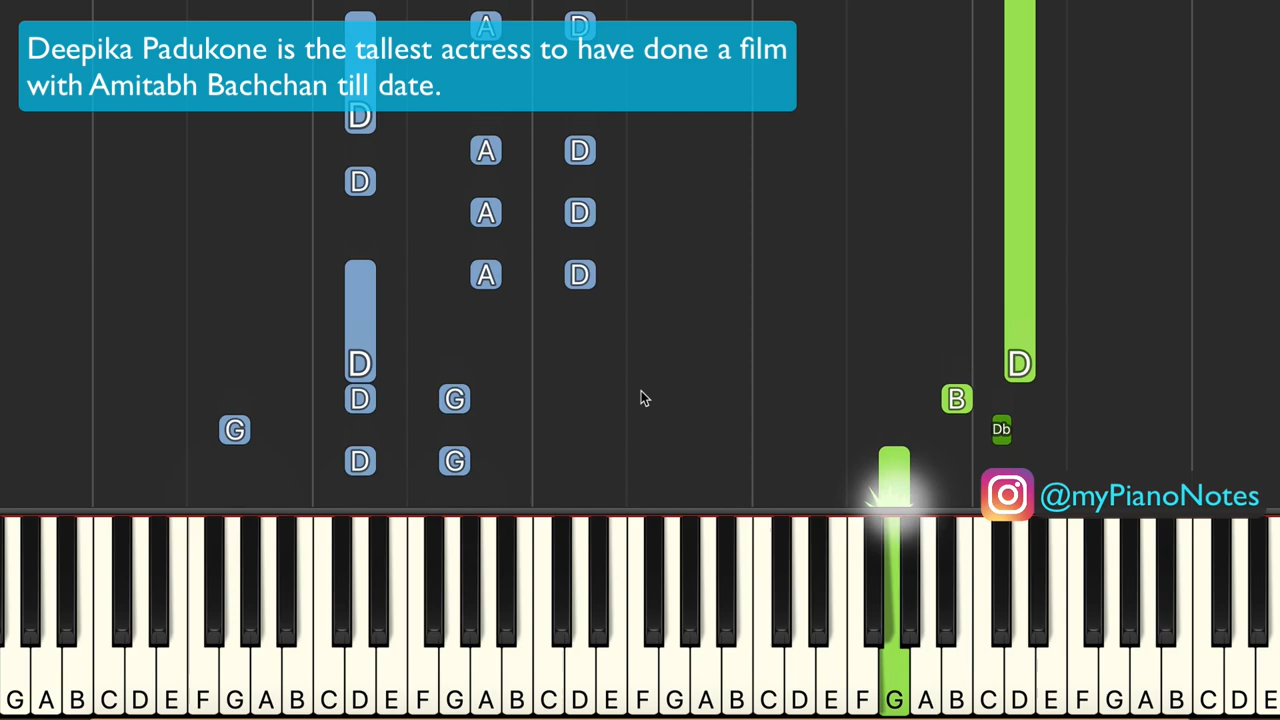 Deepika Padukone is the tallest actress to have done a film
with Amitabh Bachchan till date.
A D
D
A D
D
A D
A D
D D
D G B
G Db
D G
@myPianoNotes
G A B C D E F G A B C D E F G A B C D E F G A B C D E F G A B C D E F G A B C D E